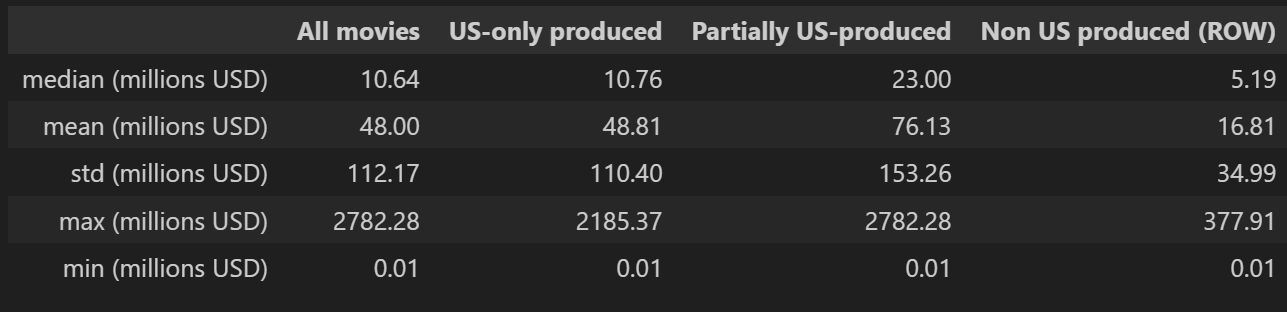 All movies US-only produced Partially US-produced Non US produced (ROW)
median (millions USD) 10.64 10.76 23.00 5.19
mean (millions USD) 48.00 48.81 76.13 16.81
std (millions USD) 112.17 110.40 153.26 34.99
max (millions USD) 2782.28 2185.37 2782.28 377.91
min (millions USD) 0.01 0.01 0.01 0.01